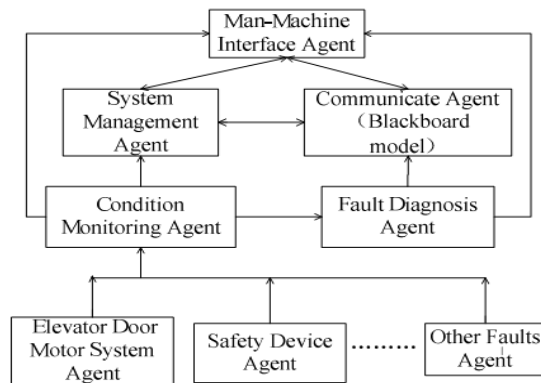 Man-Machine
Interface Agent
System
Management
Agent
Communicate Agent
(Blackboard
model)
Condition
Monitoring Agent
Fault Diagnosis
Agent
Elevator Door
Motor System
Agent
Safety Device
Agent
………
Other Faults
Agent